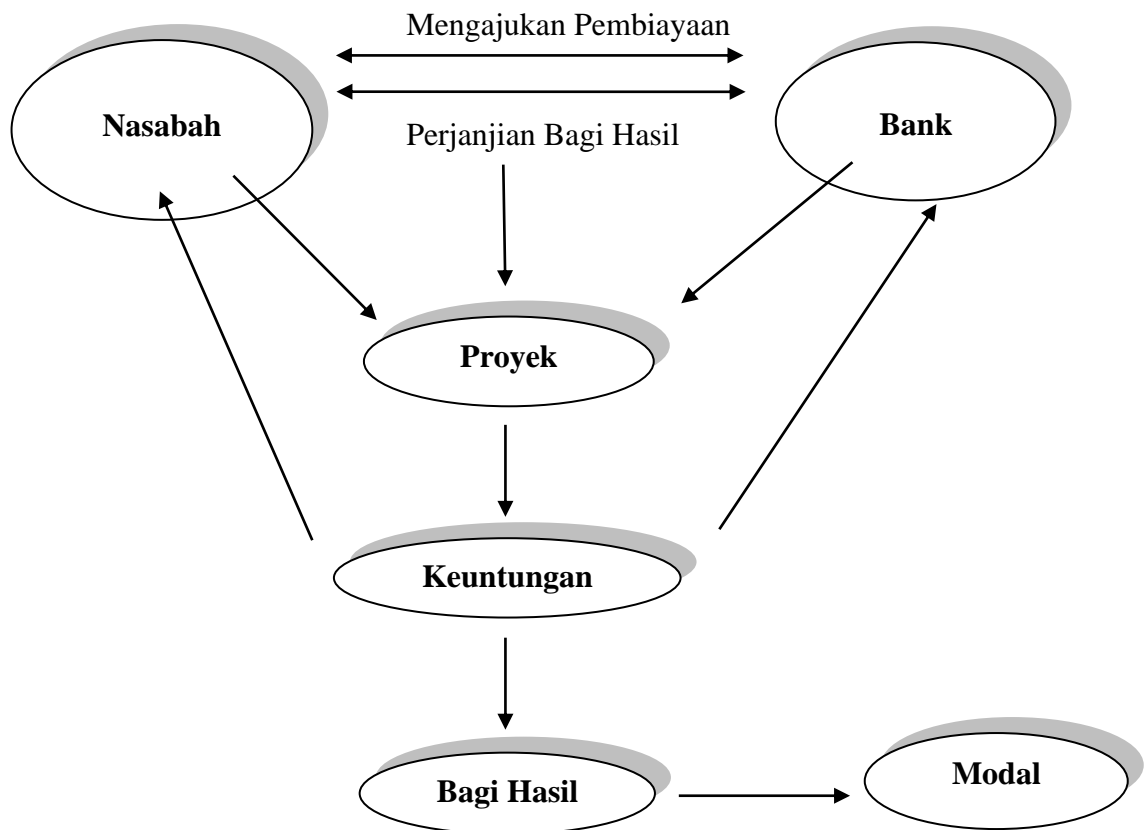 Mengajukan Pembiayaan
Nasabah
Bank
Perjanjian Bagi Hasil
Proyek
Keuntungan
Bagi Hasil
Modal